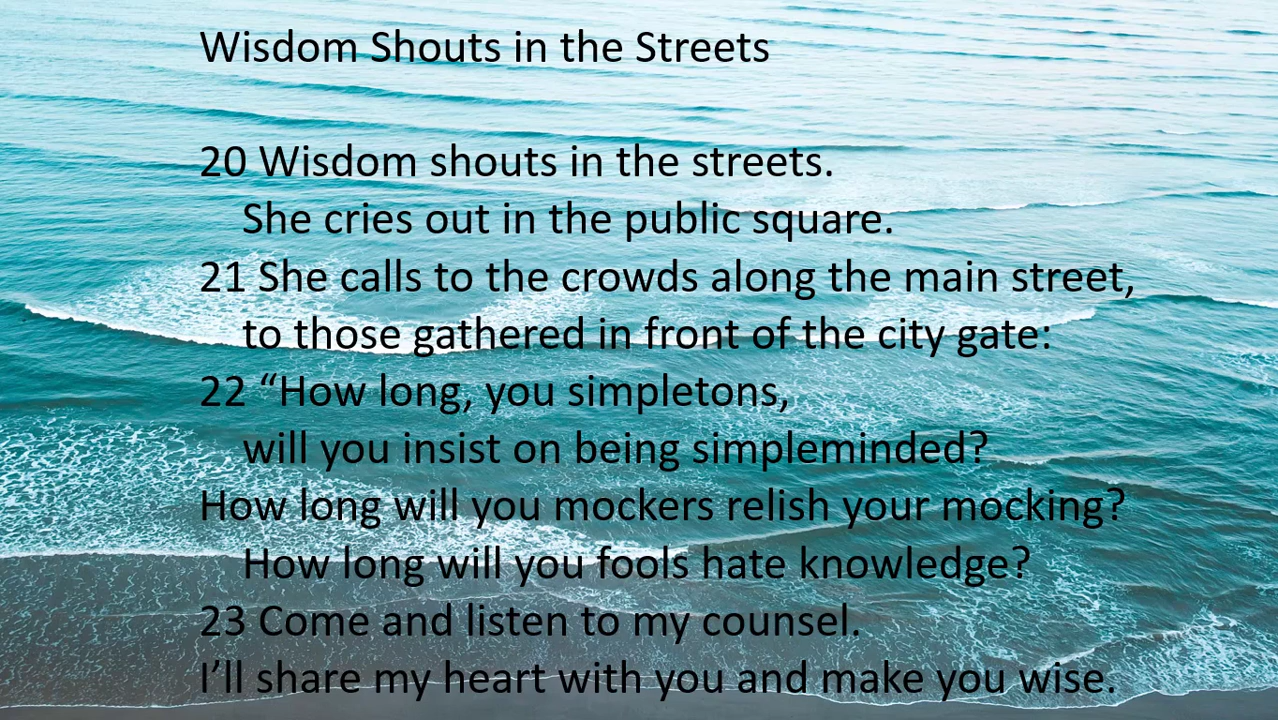 Wisdom Shouts in the Streets
20 Wisdom shouts in the streets.
She cries out in the public square.
21 She calls to the crowds along the main street,
to those gathered in front of the city gate:
22 “How long, you simpletons,
will you insist on being simpleminded?
How long will you mockers relish your mocking?
How long will you fools hate knowledge?
23 Come and listen to my counsel.
I’ll share my heart with you and make you wise.